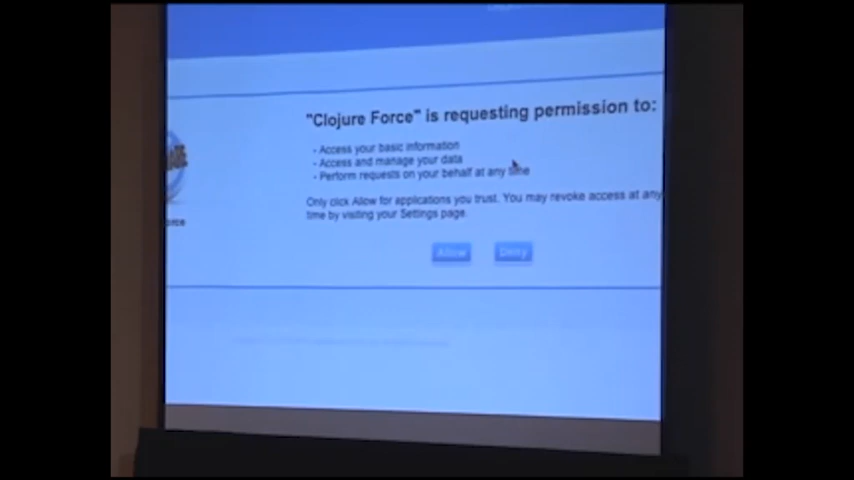 "Clojure Force" is requesting permission to:
- Access your basic information
- Access and manage your data
- Perform requests on your behalf at any time
Only click Allow for applications you trust. You may revoke access at any
time by visiting your Settings page.
orce
Allow Deny